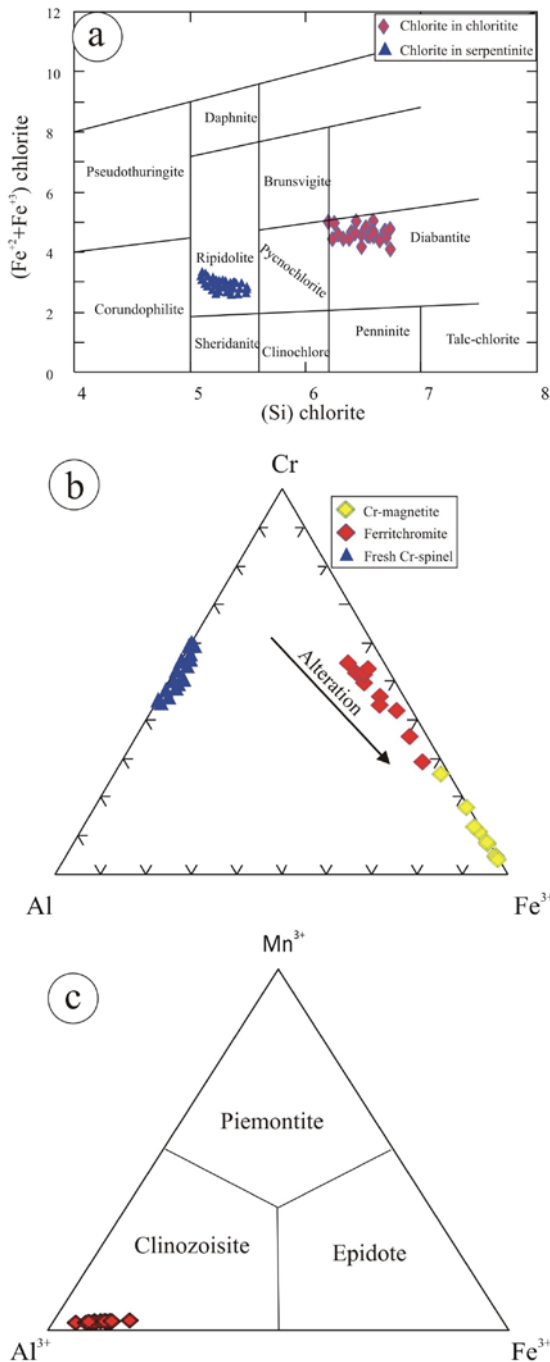 a
Chlorite in chloritite
Chlorite in serpentinite
12
10
8
6
4
2
0
(Fe+2+Fe+3) chlorite
Daphnite
Pseudothuringite
Brunsvigite
Ripidolite
Pycnochlorite
Diabantite
Corundophilite
Sheridanite
Clinochlore
Penninite
Talc-chlorite
4 5 6 7 8
(Si) chlorite
b
Cr
Cr-magnetite
Ferritchromite
Fresh Cr-spinel
Alteration
Al
Fe3+
c
Mn3+
Piemontite
Clinozoisite
Epidote
Al3+
Fe3+